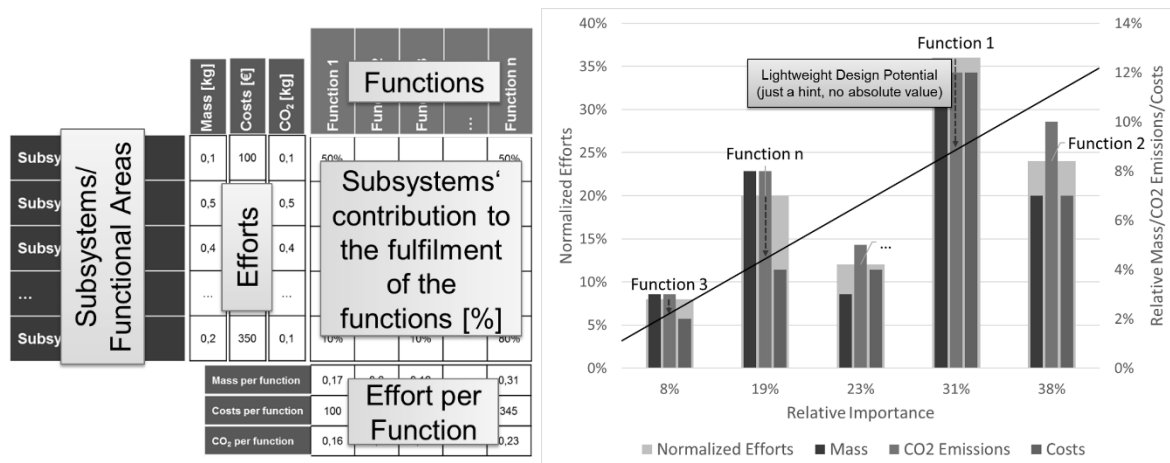 Mass [kg]
Costs [€]
CO₂ [kg]
Function 1
Function n
...
Functions
Subsystems/
Functional Areas
Efforts
Subsystems‘
contribution to
the fulfilment
of the
functions [%]
Subsy
0,1
100
0,1
50%
50%
Subsy
0,5
0,5
Subsy
0,4
0,4
...
...
...
Subsy
0,2
350
0,1
10%
10%
80%
Mass per function
0,17
0,31
Costs per function
100
345
CO₂ per function
0,16
0,23
Effort per
Function
40%
35%
30%
25%
20%
15%
10%
5%
0%
Normalized Efforts
14%
12%
10%
8%
6%
4%
2%
0%
Relative Mass/CO2 Emissions/Costs
Function 1
Lightweight Design Potential
(just a hint, no absolute value)
Function n
Function 2
...
Function 3
8%
19%
23%
31%
38%
Relative Importance
Normalized Efforts
Mass
CO2 Emissions
Costs